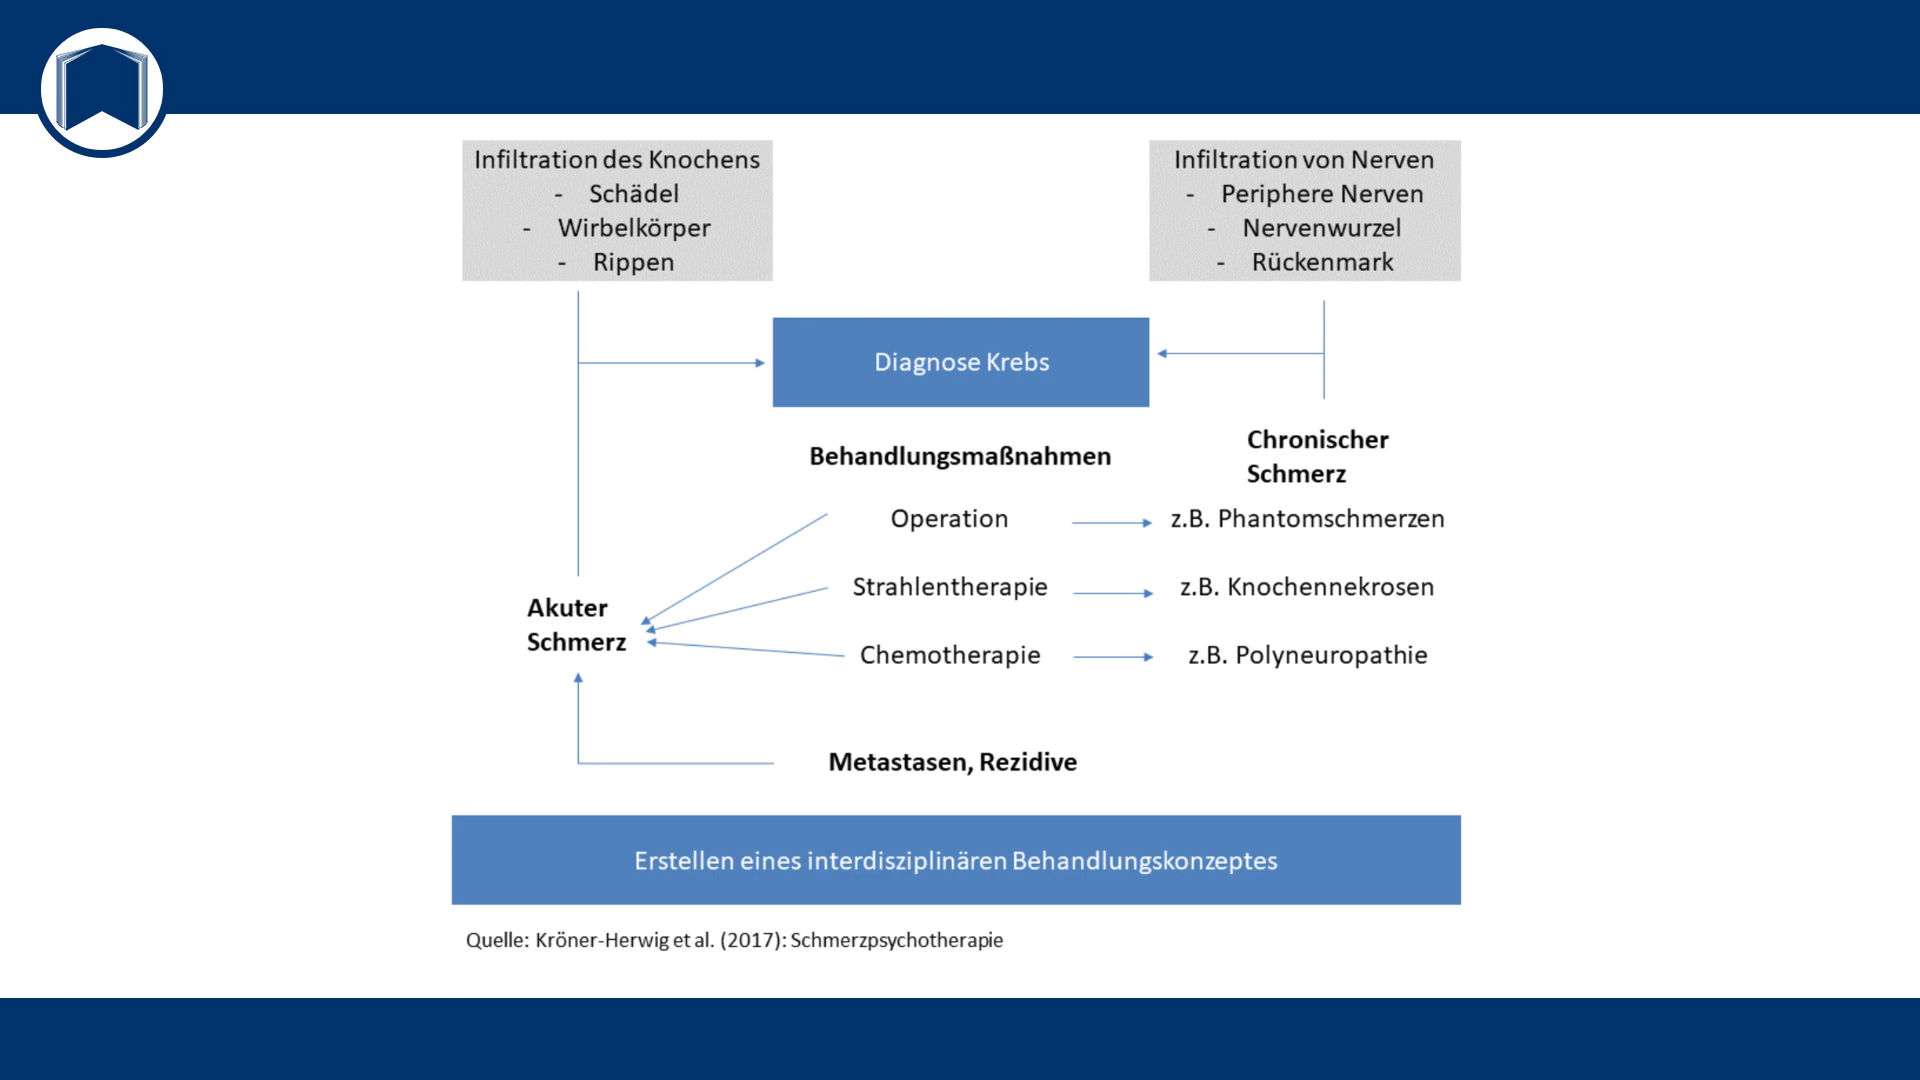 Infiltration des Knochens
- Schädel
- Wirbelkörper
- Rippen
Infiltration von Nerven
- Periphere Nerven
- Nervenwurzel
- Rückenmark
Diagnose Krebs
Behandlungsmaßnahmen
Chronischer
Schmerz
Operation
z.B. Phantomschmerzen
Strahlentherapie
z.B. Knochennekrosen
Akuter
Schmerz
Chemotherapie
z.B. Polyneuropathie
Metastasen, Rezidive
Erstellen eines interdisziplinären Behandlungskonzeptes
Quelle: Kröner-Herwig et al. (2017): Schmerzpsychotherapie